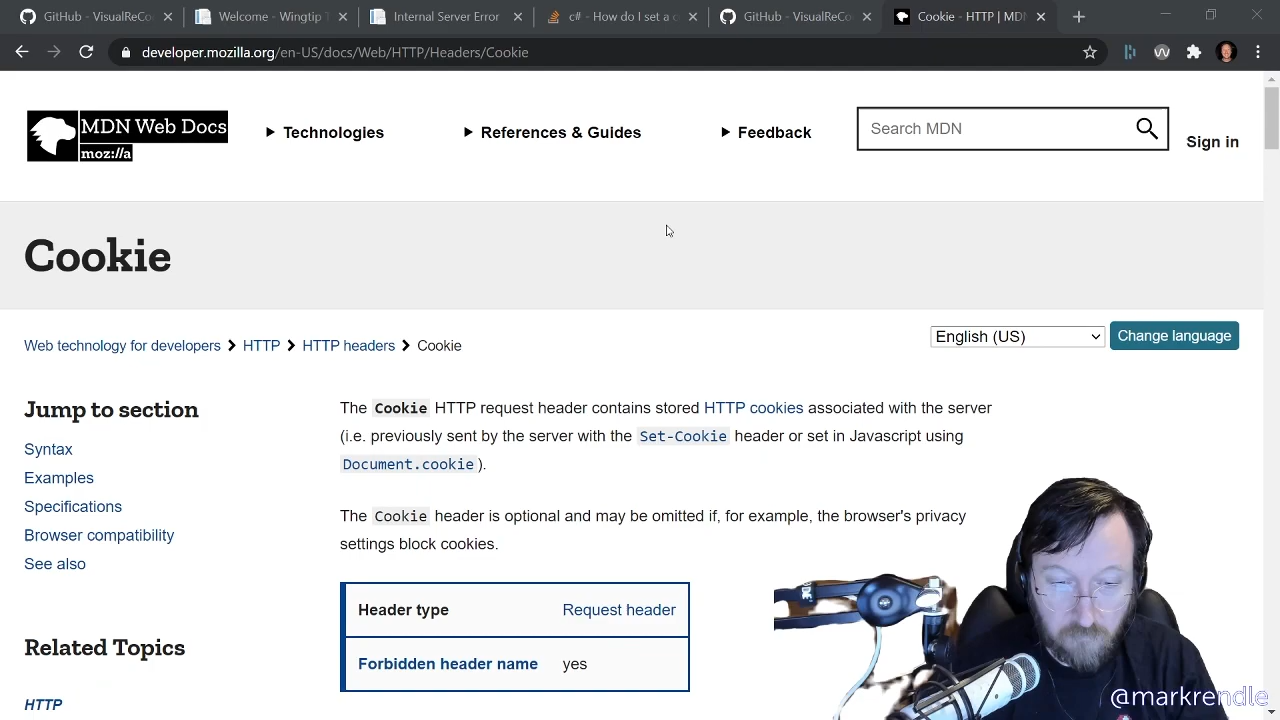 GitHub - VisualReCo
Welcome - Wingtip T
Internal Server Error
c# - How do I set a c
GitHub - VisualReCo
Cookie - HTTP | MDN
developer.mozilla.org/en-US/docs/Web/HTTP/Headers/Cookie
MDN Web Docs
moz://a
Technologies
References & Guides
Feedback
Search MDN
Sign in
Cookie
Web technology for developers
HTTP
HTTP headers
Cookie
English (US)
Change language
Jump to section
Syntax
Examples
Specifications
Browser compatibility
See also
Related Topics
HTTP
The Cookie HTTP request header contains stored HTTP cookies associated with the server
(i.e. previously sent by the server with the Set-Cookie header or set in Javascript using
Document.cookie).
The Cookie header is optional and may be omitted if, for example, the browser's privacy
settings block cookies.
Header type Request header
Forbidden header name yes
@markrendle